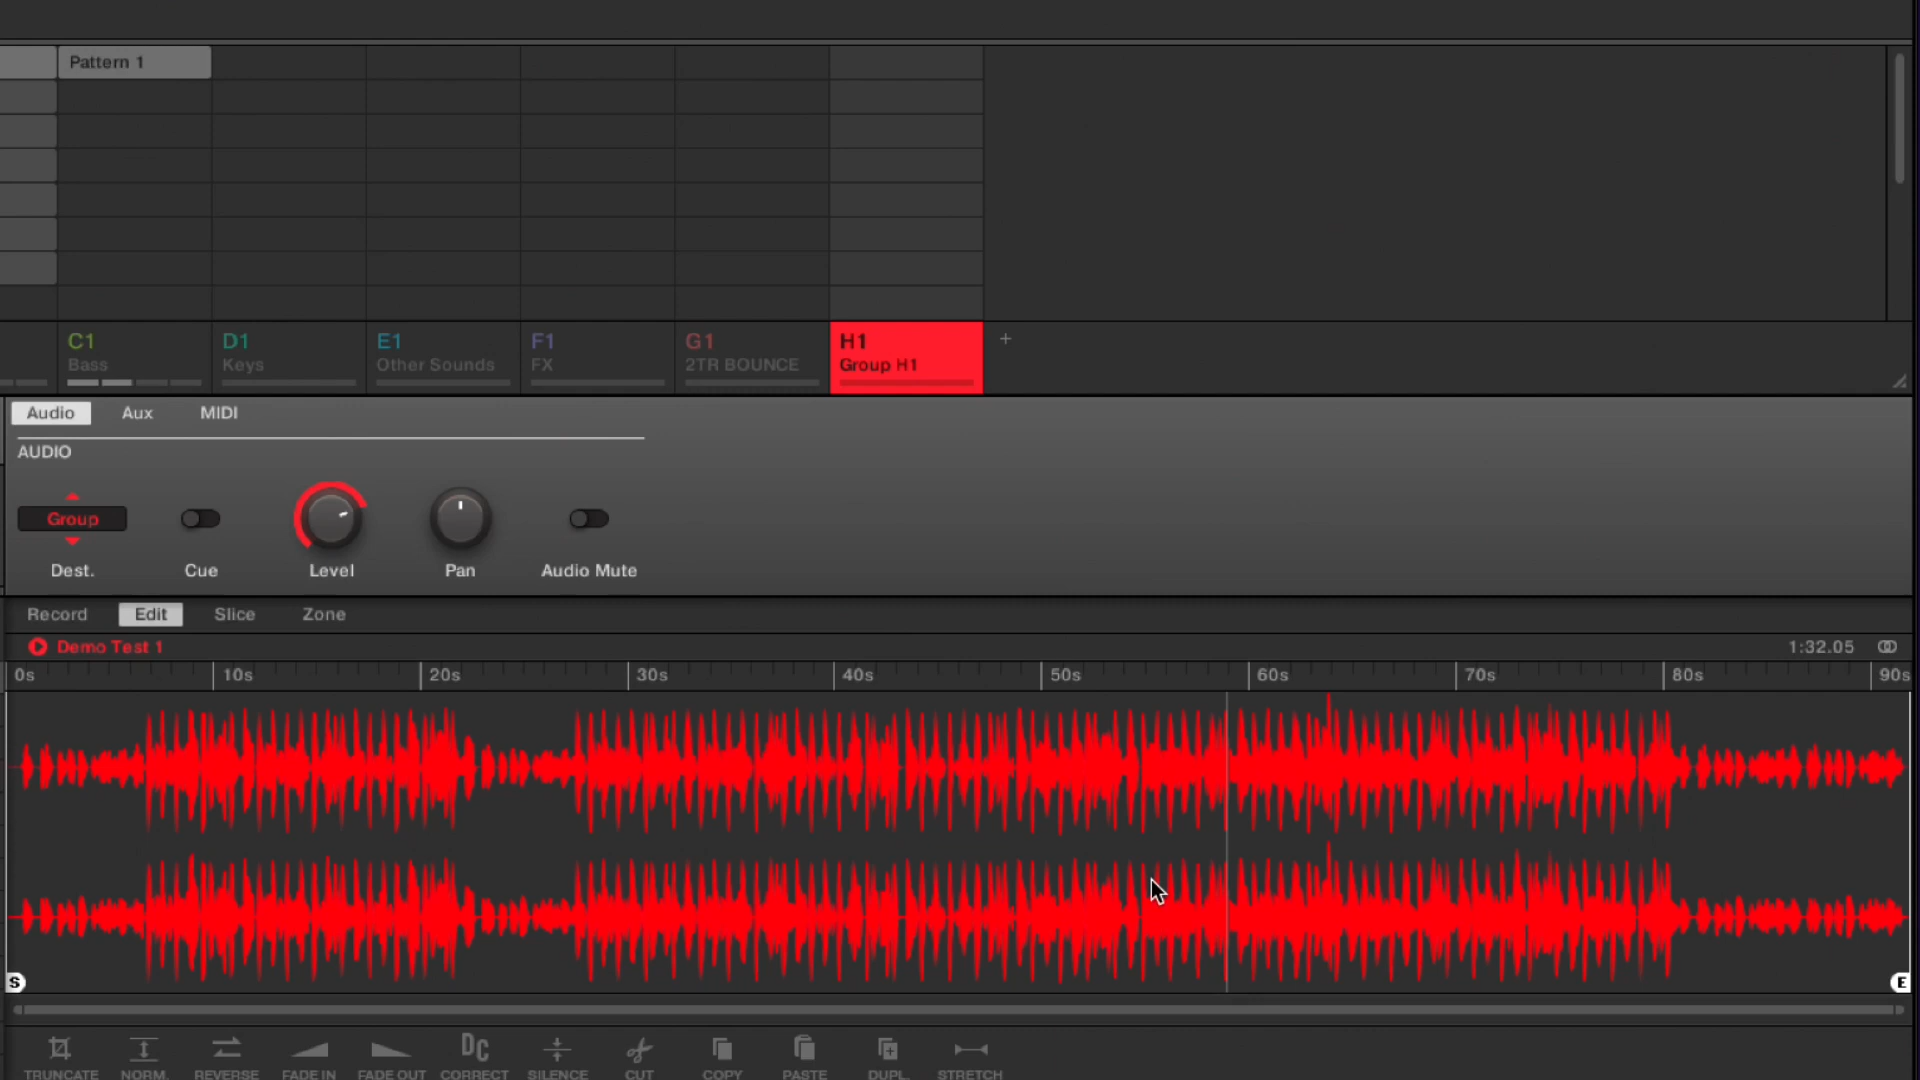 Pattern 1
C1 D1 E1 F1 G1 H1 +
Bass Keys Other Sounds FX 2TR BOUNCE Group H1
Audio Aux MIDI
AUDIO
Group
Dest. Cue Level Pan Audio Mute
Record Edit Slice Zone
Demo Test 1 1:32.05
0s 10s 20s 30s 40s 50s 60s 70s 80s 90s
S E
DC
TRUNCATE NORM. REVERSE FADE IN FADE OUT CORRECT SILENCE CUT COPY PASTE DUPL. STRETCH